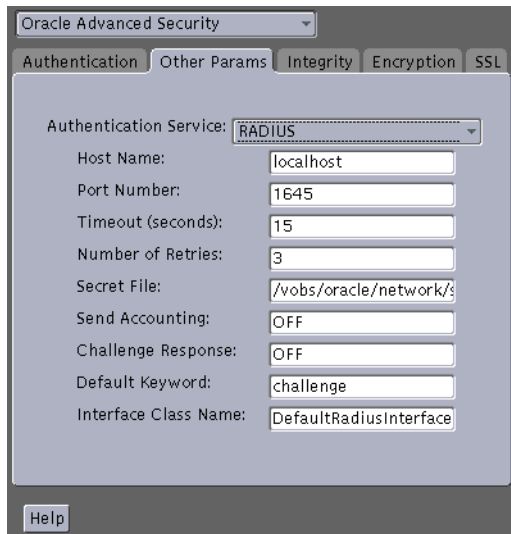 Oracle Advanced Security
Authentication Other Params Integrity Encryption SSL
Authentication Service: RADIUS
Host Name: localhost
Port Number: 1645
Timeout (seconds): 15
Number of Retries: 3
Secret File: /vobs/oracle/network/s
Send Accounting: OFF
Challenge Response: OFF
Default Keyword: challenge
Interface Class Name: DefaultRadiusInterface
Help